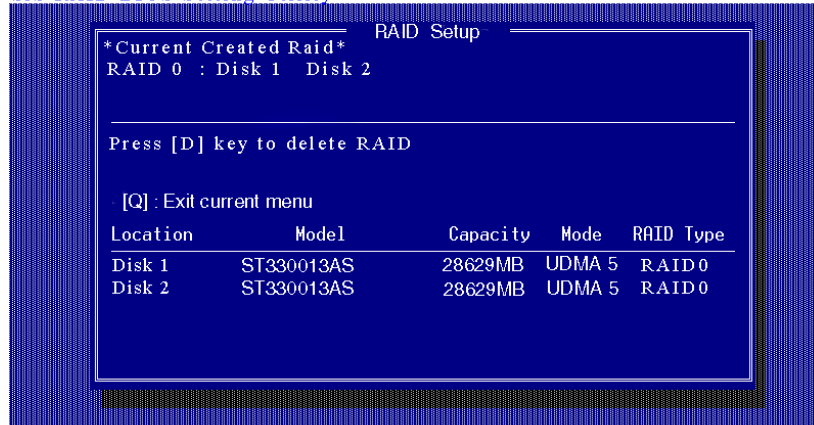 RAID Setup
*Current Created Raid*
RAID 0 : Disk 1 Disk 2
Press [D] key to delete RAID
[Q] : Exit current menu
Location Model Capacity Mode RAID Type
Disk 1 ST330013AS 28629MB UDMA 5 RAID0
Disk 2 ST330013AS 28629MB UDMA 5 RAID0